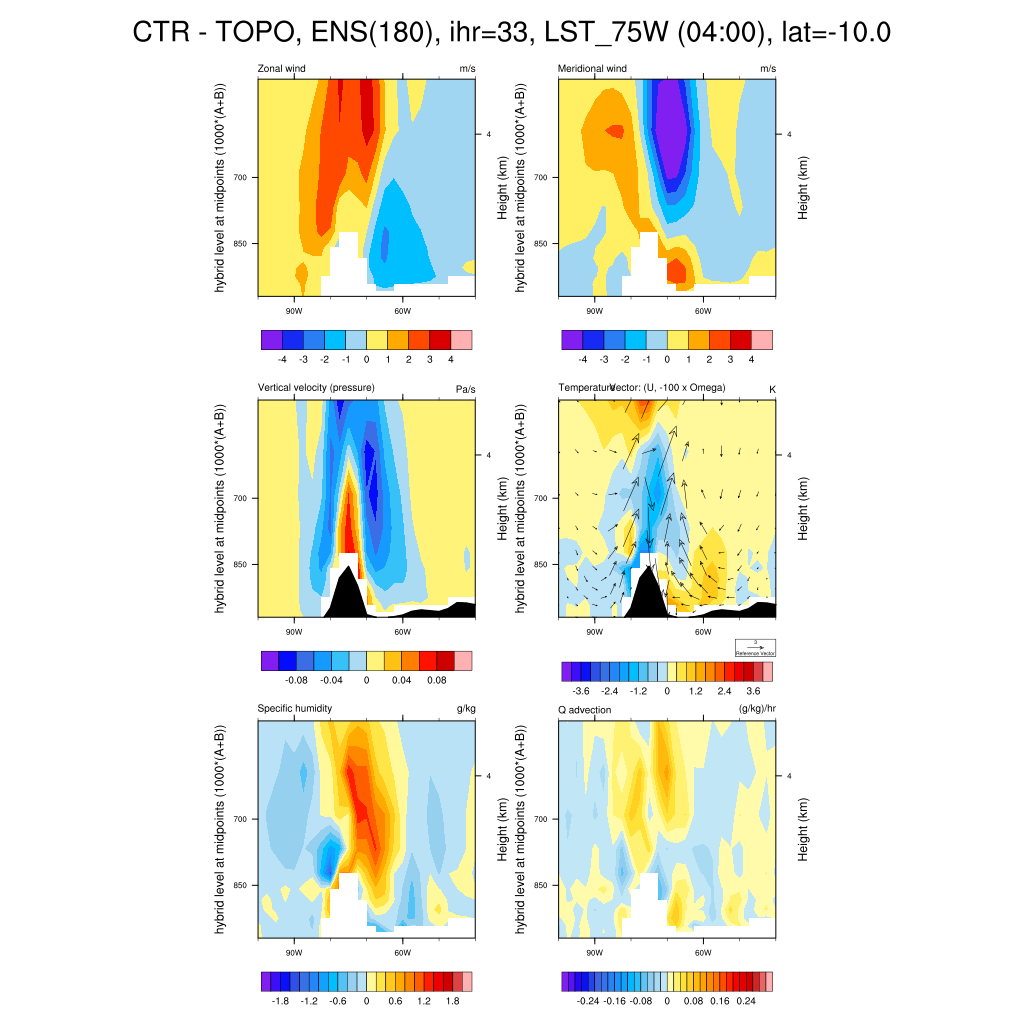 CTR - TOPO, ENS(180), ihr=33, LST_75W (04:00), lat=-10.0
Zonal wind m/s
hybrid level at midpoints (1000*(A+B))
700
850
4
Height (km)
90W 60W
-4 -3 -2 -1 0 1 2 3 4
Meridional wind m/s
hybrid level at midpoints (1000*(A+B))
700
850
4
Height (km)
90W 60W
-4 -3 -2 -1 0 1 2 3 4
Vertical velocity (pressure) Pa/s
hybrid level at midpoints (1000*(A+B))
700
850
4
Height (km)
90W 60W
-0.08 -0.04 0 0.04 0.08
Temperature Vector: (U, -100 x Omega) K
hybrid level at midpoints (1000*(A+B))
700
850
4
Height (km)
90W 60W
3
Reference Vector
-3.6 -2.4 -1.2 0 1.2 2.4 3.6
Specific humidity g/kg
hybrid level at midpoints (1000*(A+B))
700
850
4
Height (km)
90W 60W
-1.8 -1.2 -0.6 0 0.6 1.2 1.8
Q advection (g/kg)/hr
hybrid level at midpoints (1000*(A+B))
700
850
4
Height (km)
90W 60W
-0.24 -0.16 -0.08 0 0.08 0.16 0.24